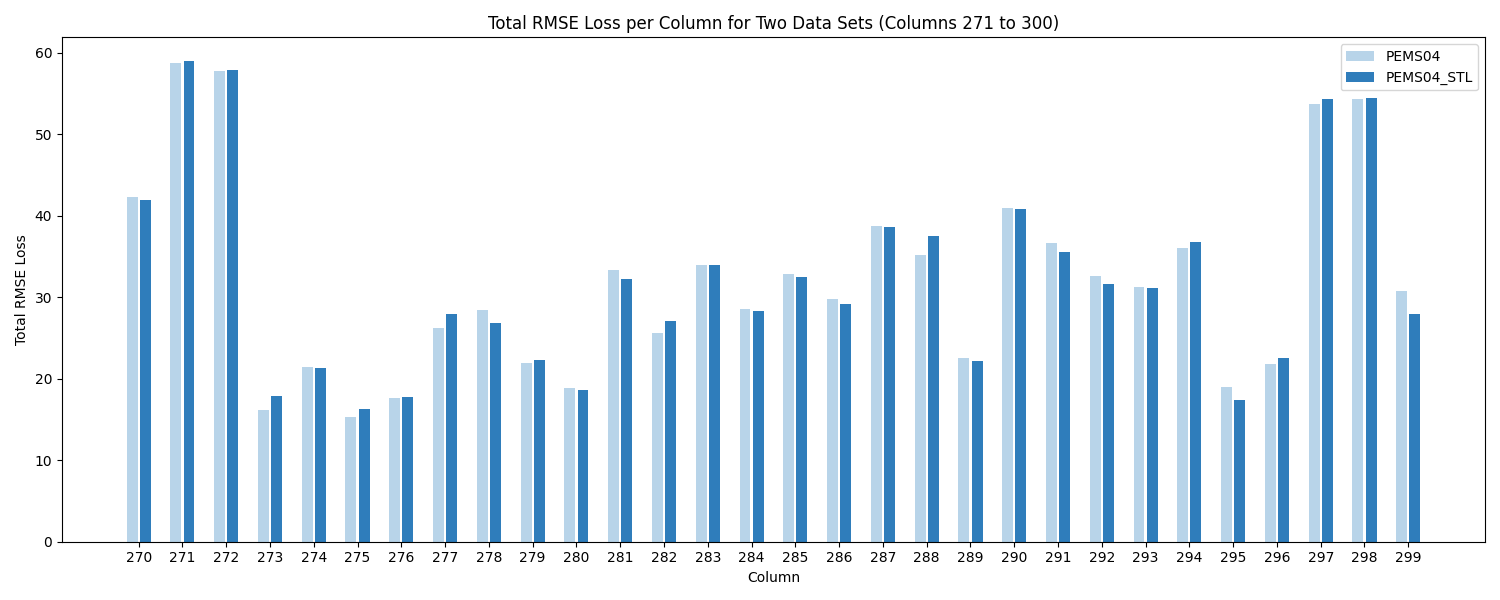 Total RMSE Loss per Column for Two Data Sets (Columns 271 to 300)
PEMS04
PEMS04_STL
Total RMSE Loss
60
50
40
30
20
10
0
270 271 272 273 274 275 276 277 278 279 280 281 282 283 284 285 286 287 288 289 290 291 292 293 294 295 296 297 298 299
Column